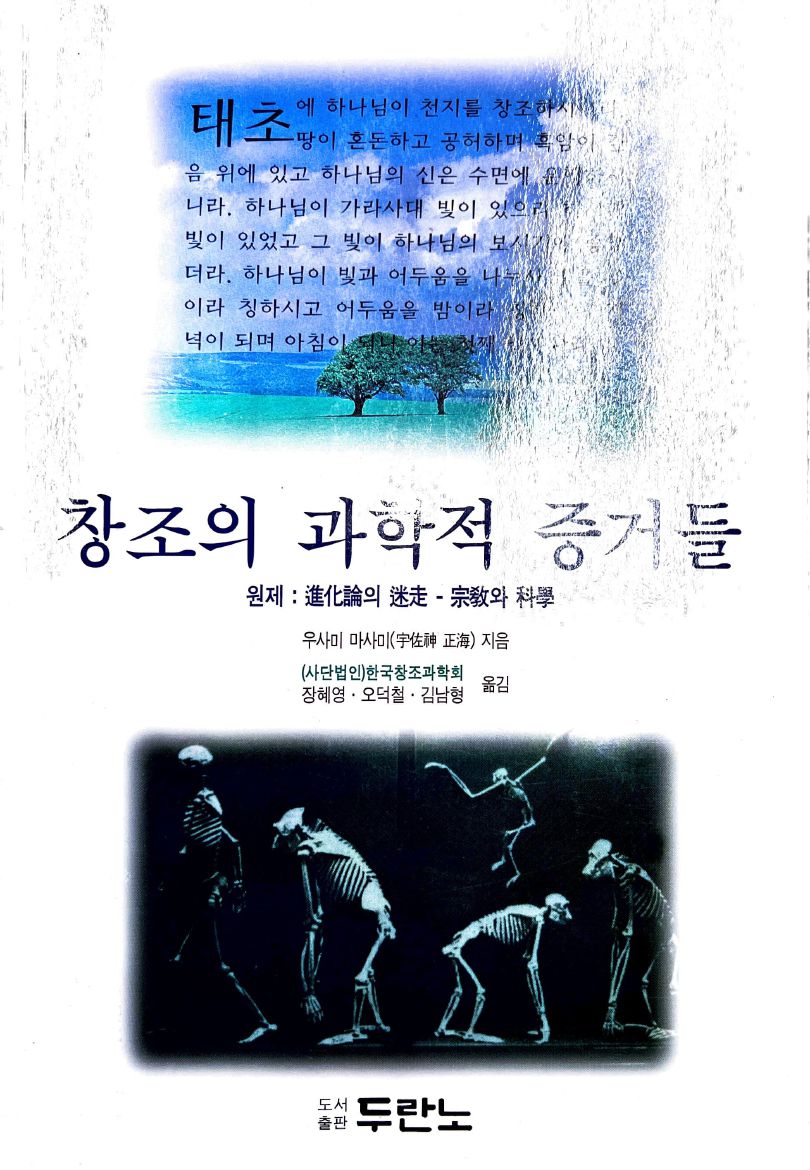 태초에 하나님이 천지를 창조하시
땅이 혼돈하고 공허하며 흑암이
음 위에 있고 하나님의 신은 수면에
니라. 하나님이 가라사대 빛이 있으라
빛이 있었고 그 빛이 하나님의
더라. 하나님이 빛과 어두움을
이라 칭하시고 어두움을 밤이라
녁이 되며 아침이 되니 이는 첫째
창조의 과학적 증거들
원제 : 進化論의 迷走 - 宗敎와 科學
우사미 마사미(宇佐神 正海) 지음
(사단법인)한국창조과학회
장혜영 · 오덕철 · 김남형 옮김
도서출판 두란노